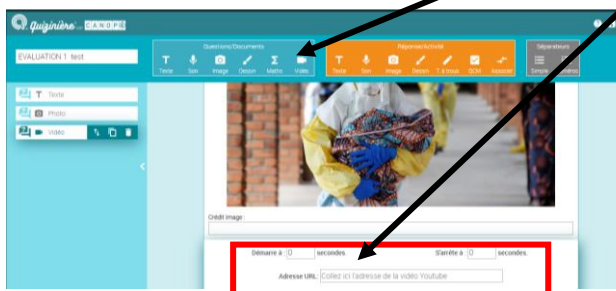 Quizinière CANOPÉ
EVALUATION 1 test
Questions/Documents
Texte Son Image Dessin Maths Vidéo
Réponse/Activité
Texte Son Image Dessin T à trous QCM Associer
Séparateurs
Simple
T Texte
Photo
Vidéo
Crédit image :
Démarre à : 0 secondes. S'arrête à : 0 secondes.
Adresse URL: Collez ici l'adresse de la vidéo Youtube